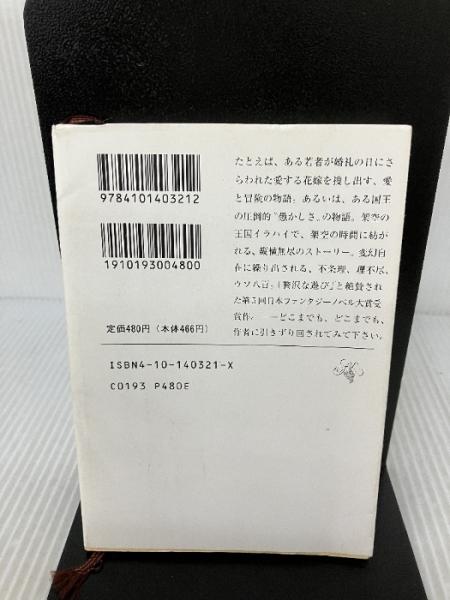 9784101403212
1910193004800
定価480円（本体466円）
ISBN4-10-140321-X
C0193 P480E
たとえば、ある若者が婚礼の日にさ
らわれた愛する花嫁を捜し出す、愛
と冒険の物語；あるいは、ある国王
の圧倒的“愚かしさ”の物語。架空の
王国イラハイで、架空の時間に紡が
れる、縦横無尽のストーリー。変幻自
在に繰り出される、不条理、理不尽、
ウソ八百；「贅沢な遊び」と絶賛され
た第5回日本ファンタジーノベル大賞受
賞作。――どこまでも、どこまでも、
作者に引きずり回されてみて下さい。